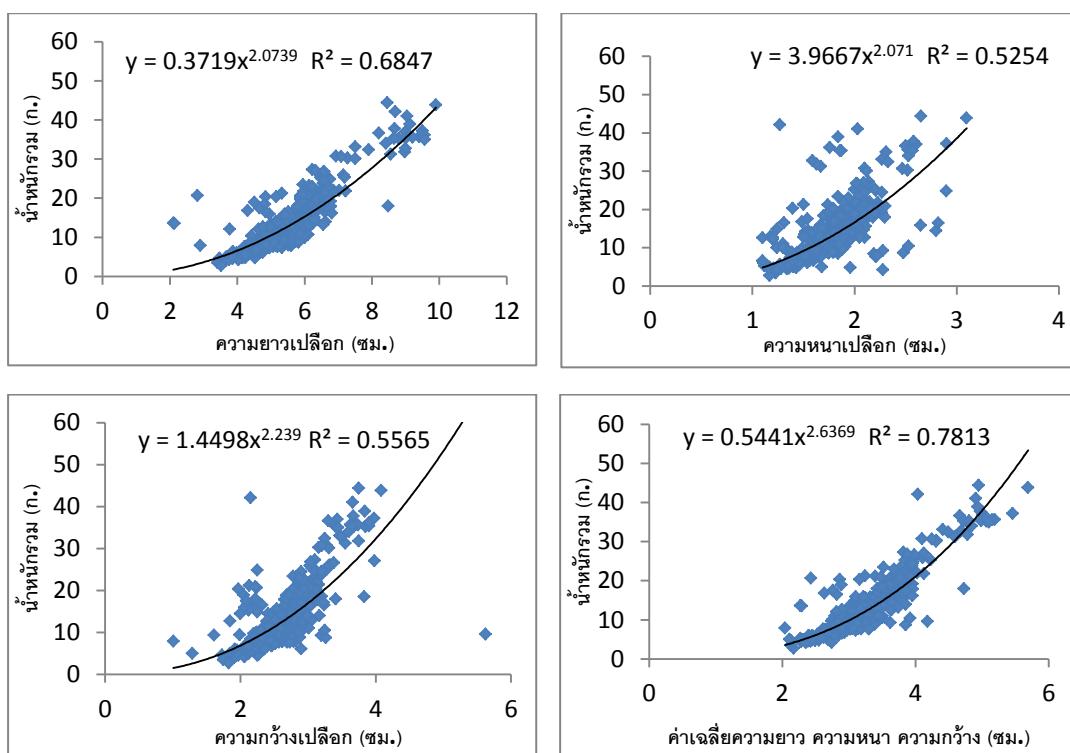 y = 0.3719x^2.0739 R² = 0.6847
60
50
40
30
20
10
0
น้ำหนักรวม (ก.)
0 2 4 6 8 10 12
ความยาวเปลือก (ซม.)
y = 3.9667x^2.071 R² = 0.5254
60
50
40
30
20
10
0
น้ำหนักรวม (ก.)
0 1 2 3 4
ความหนาเปลือก (ซม.)
y = 1.4498x^2.239 R² = 0.5565
60
50
40
30
20
10
0
น้ำหนักรวม (ก.)
0 2 4 6
ความกว้างเปลือก (ซม.)
y = 0.5441x^2.6369 R² = 0.7813
60
50
40
30
20
10
0
น้ำหนักรวม (ก.)
0 2 4 6
ค่าเฉลี่ยความยาว ความหนา ความกว้าง (ซม.)